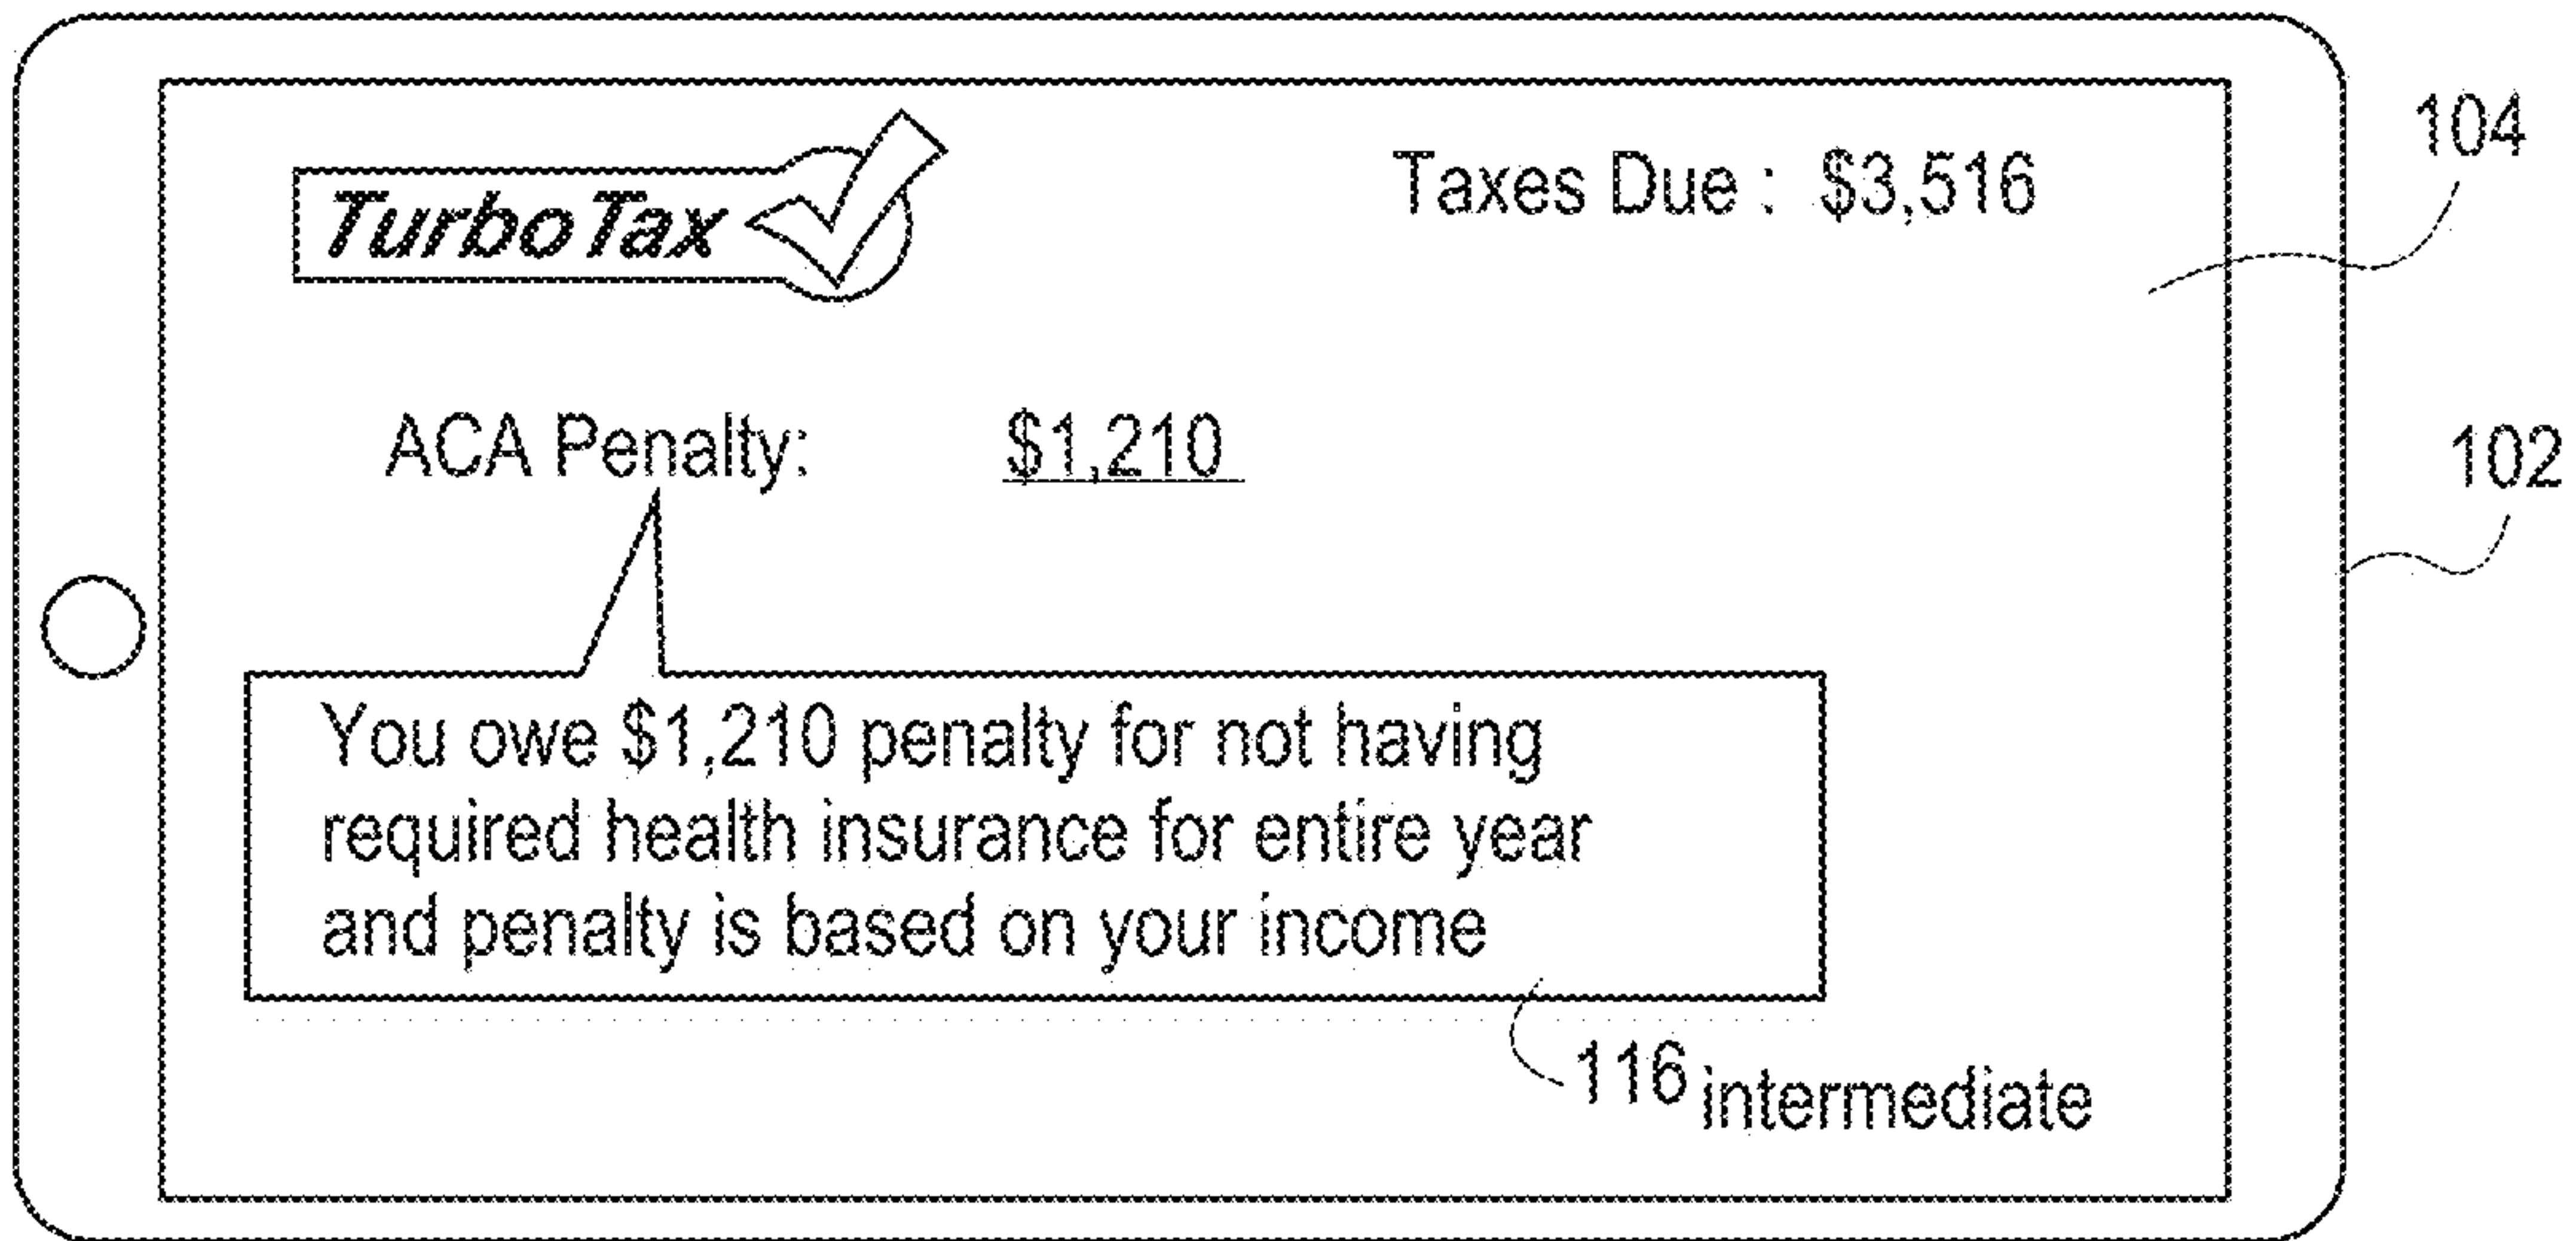 TurboTax
Taxes Due : $3,516
104
ACA Penalty: $1,210
102
You owe $1,210 penalty for not having
required health insurance for entire year
and penalty is based on your income
116 intermediate